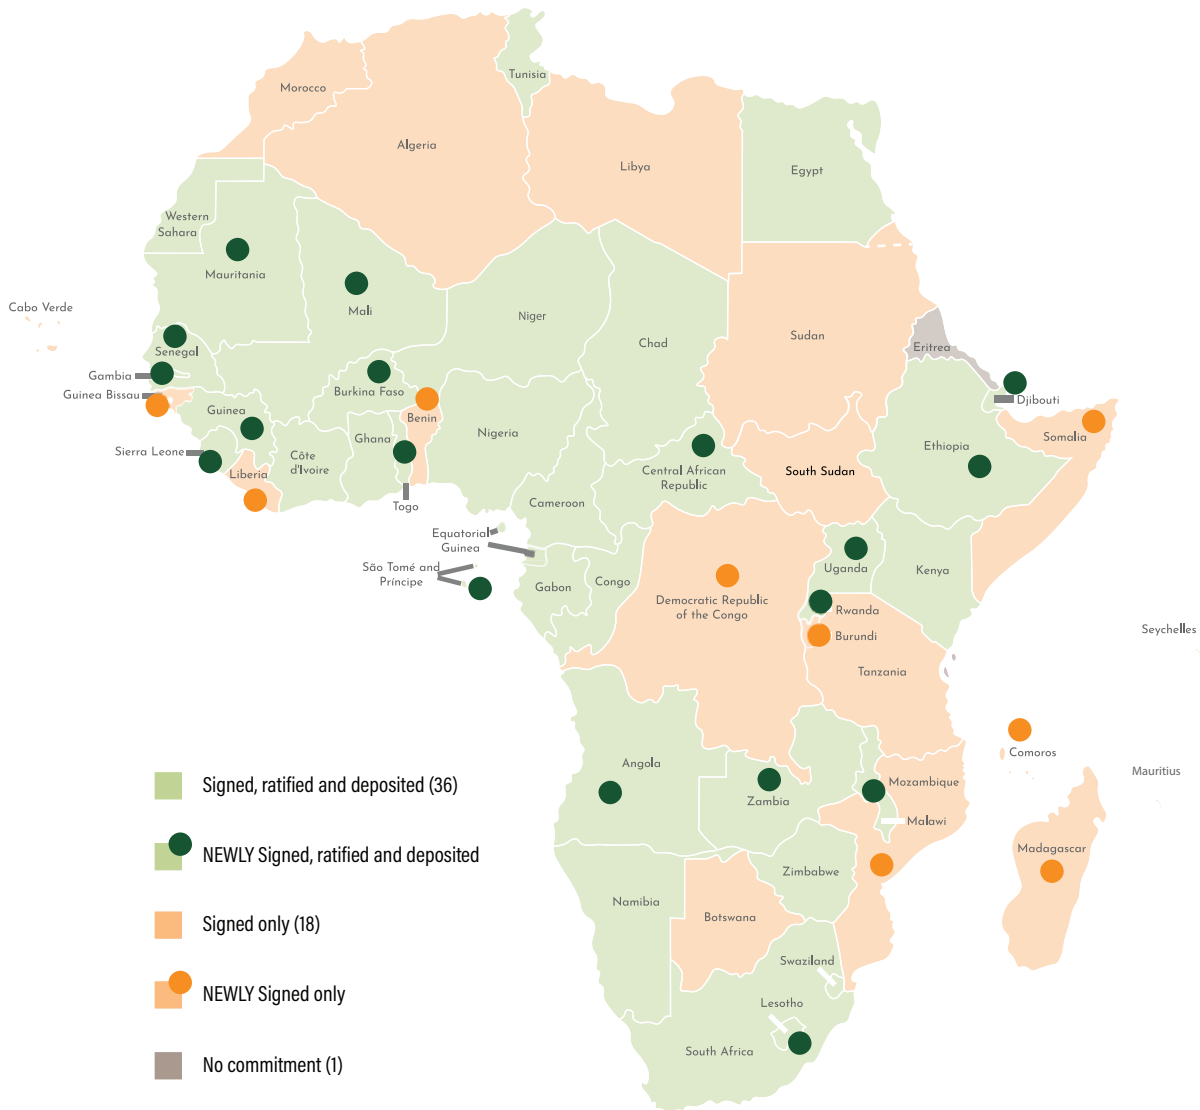 Tunisia
Morocco
Algeria
Libya
Egypt
Western
Sahara
Mauritania
Mali
Niger
Chad
Sudan
Eritrea
Cabo Verde
Senegal
Gambia
Guinea Bissau
Guinea
Sierra Leone
Liberia
Côte
d'Ivoire
Burkina Faso
Ghana
Benin
Togo
Nigeria
Cameroon
Central African
Republic
South Sudan
Ethiopia
Djibouti
Somalia
Equatorial
Guinea
São Tomé and
Príncipe
Gabon
Congo
Democratic Republic
of the Congo
Uganda
Kenya
Rwanda
Burundi
Tanzania
Seychelles
Comoros
Mauritius
Angola
Zambia
Malawi
Mozambique
Madagascar
Zimbabwe
Namibia
Botswana
Swaziland
Lesotho
South Africa
Signed, ratified and deposited (36)
NEWLY Signed, ratified and deposited
Signed only (18)
NEWLY Signed only
No commitment (1)